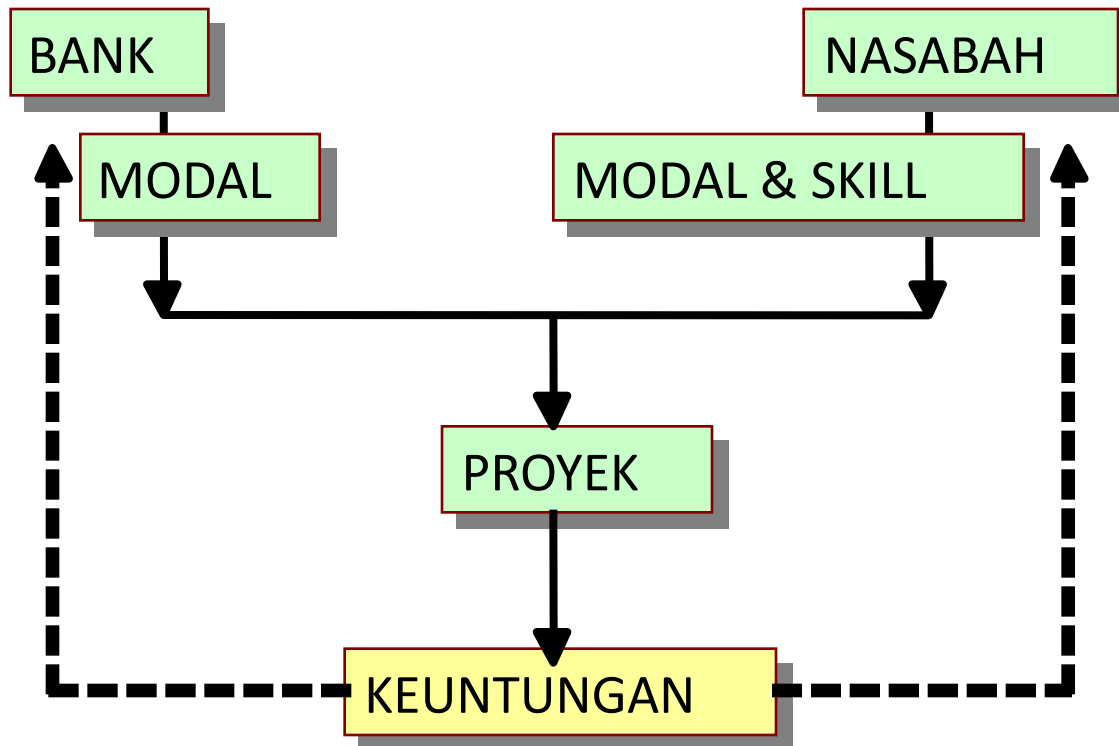 BANK
NASABAH
MODAL
MODAL & SKILL
PROYEK
KEUNTUNGAN